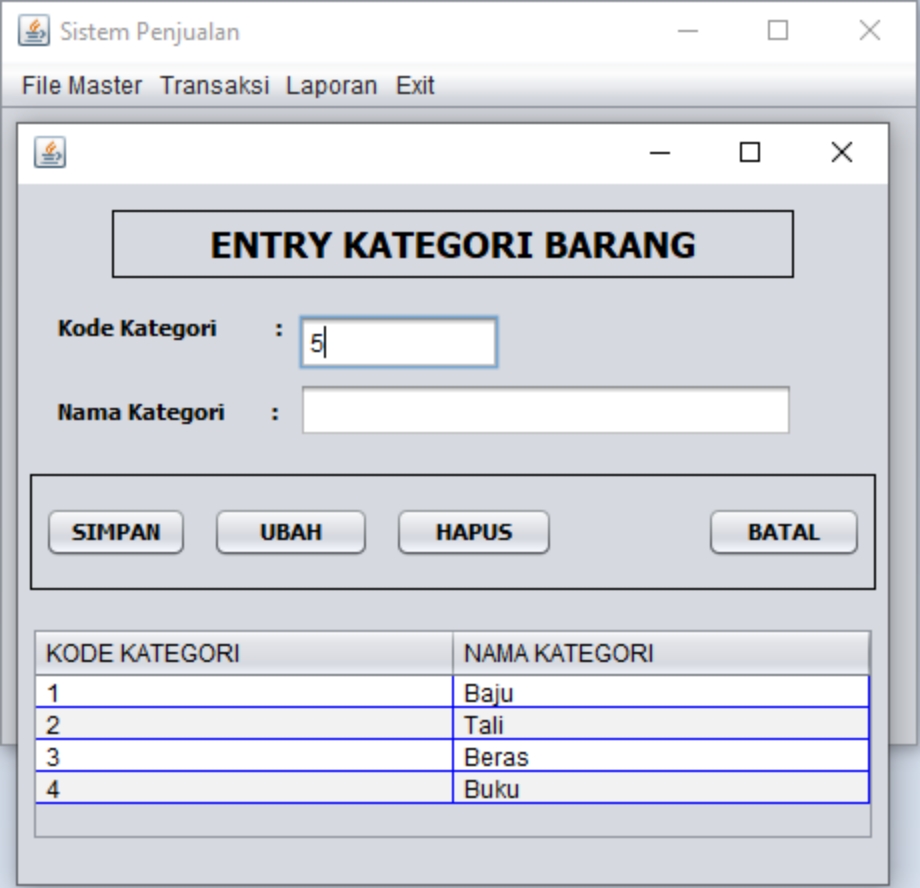 Sistem Penjualan
File Master Transaksi Laporan Exit
ENTRY KATEGORI BARANG
Kode Kategori : 5
Nama Kategori :
SIMPAN UBAH HAPUS BATAL
KODE KATEGORI NAMA KATEGORI
1 Baju
2 Tali
3 Beras
4 Buku